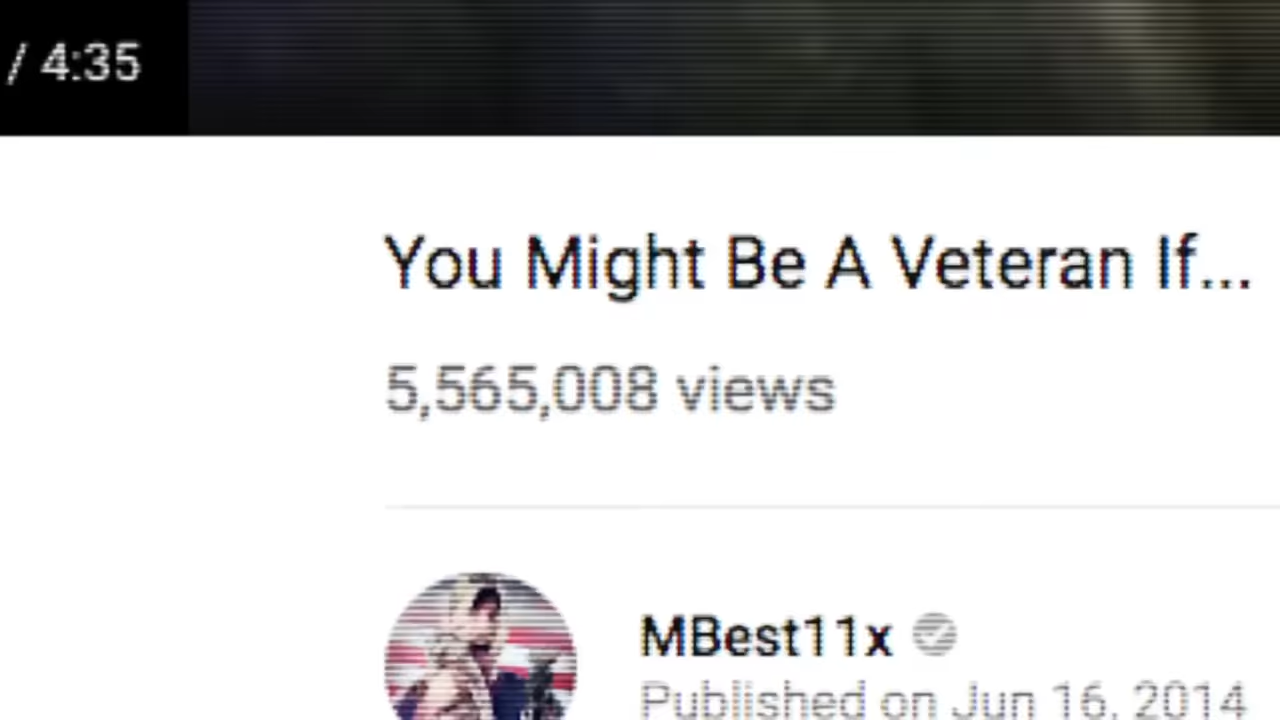 / 4:35
You Might Be A Veteran If...
5,565,008 views
MBest11x
Published on Jun 16, 2014